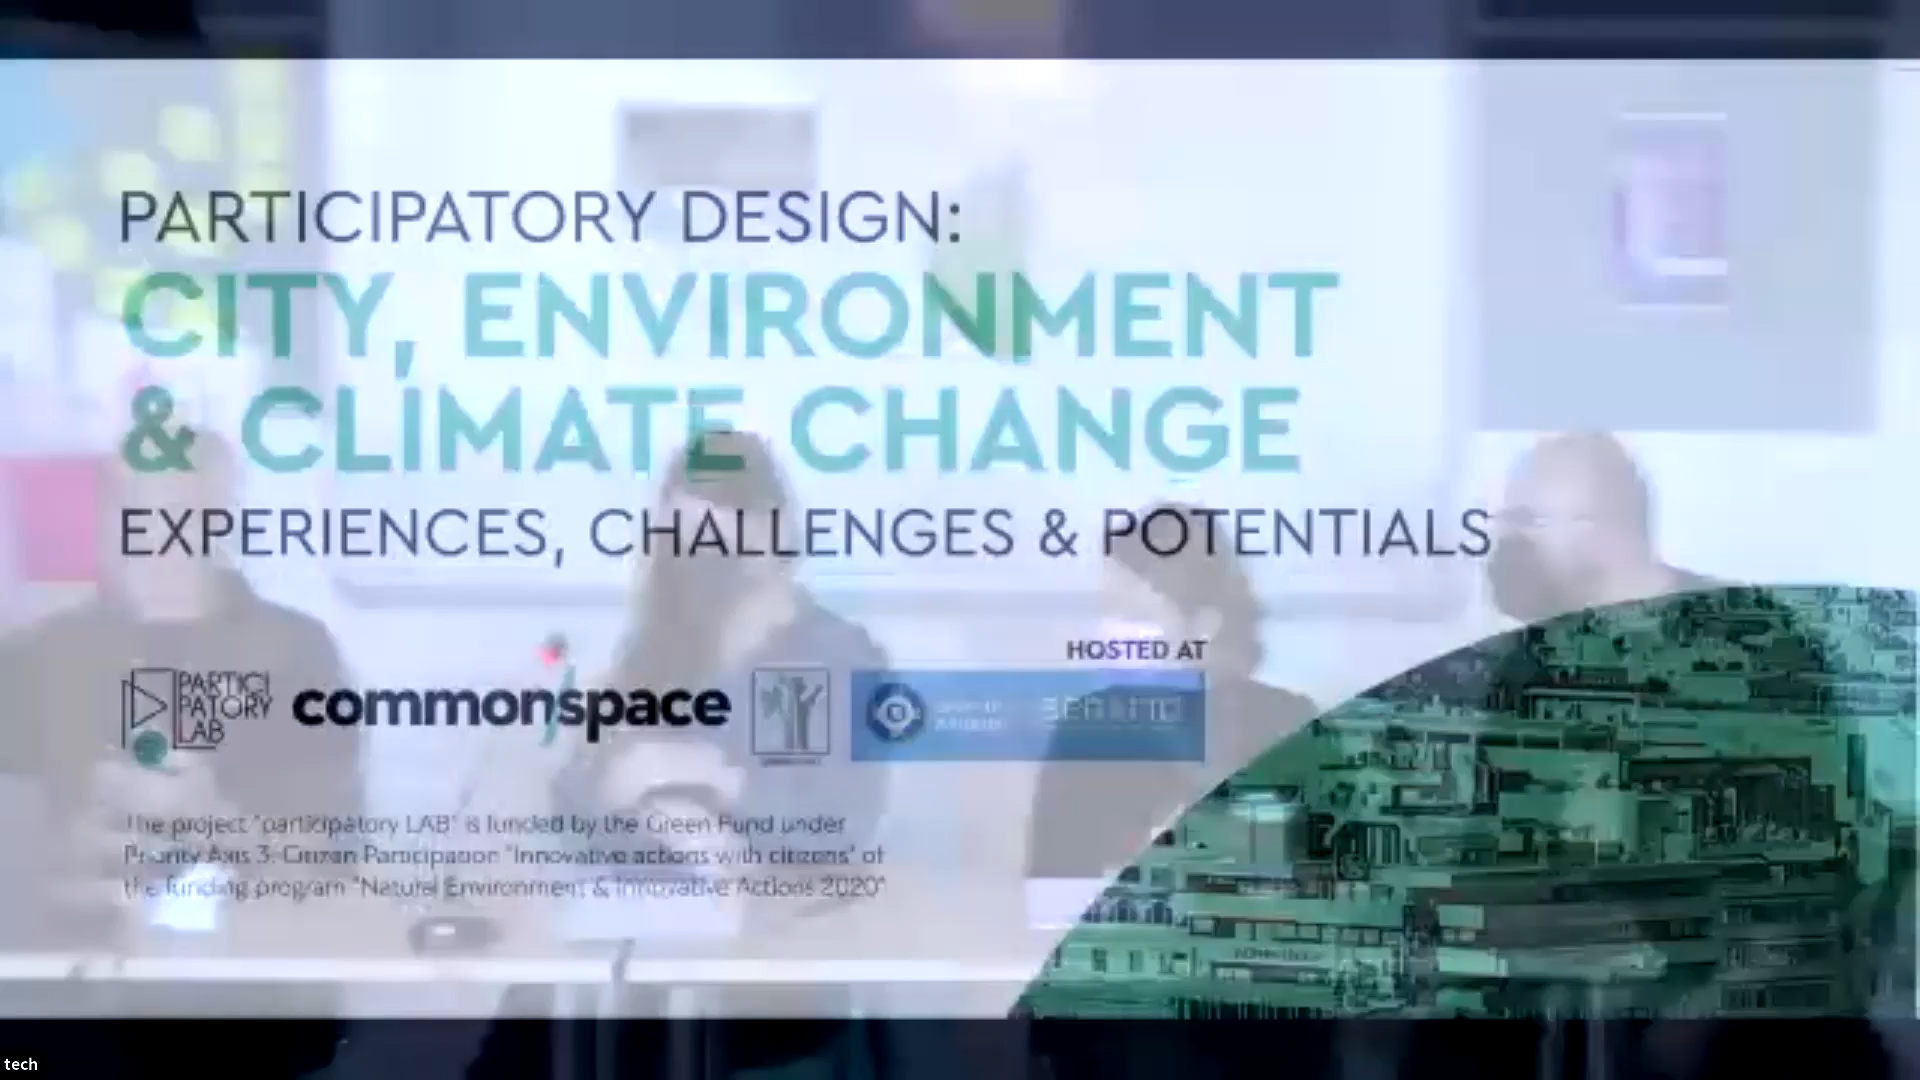 PARTICIPATORY DESIGN:
CITY, ENVIRONMENT
& CLIMATE CHANGE
EXPERIENCES, CHALLENGES & POTENTIALS
HOSTED AT
PARTICI
PATORY
LAB
commonspace
The project "participatory LAB" is funded by the Green Fund under
Priority Axis 3: Citizen Participation "Innovative actions with citizens" of
the funding program "Natural Environment & Innovative Actions 2020"
tech